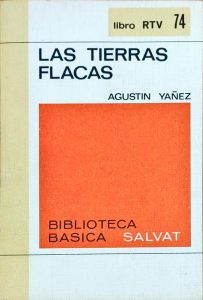 libro RTV 74
LAS TIERRAS
FLACAS
AGUSTIN YAÑEZ
BIBLIOTECA
BASICA SALVAT